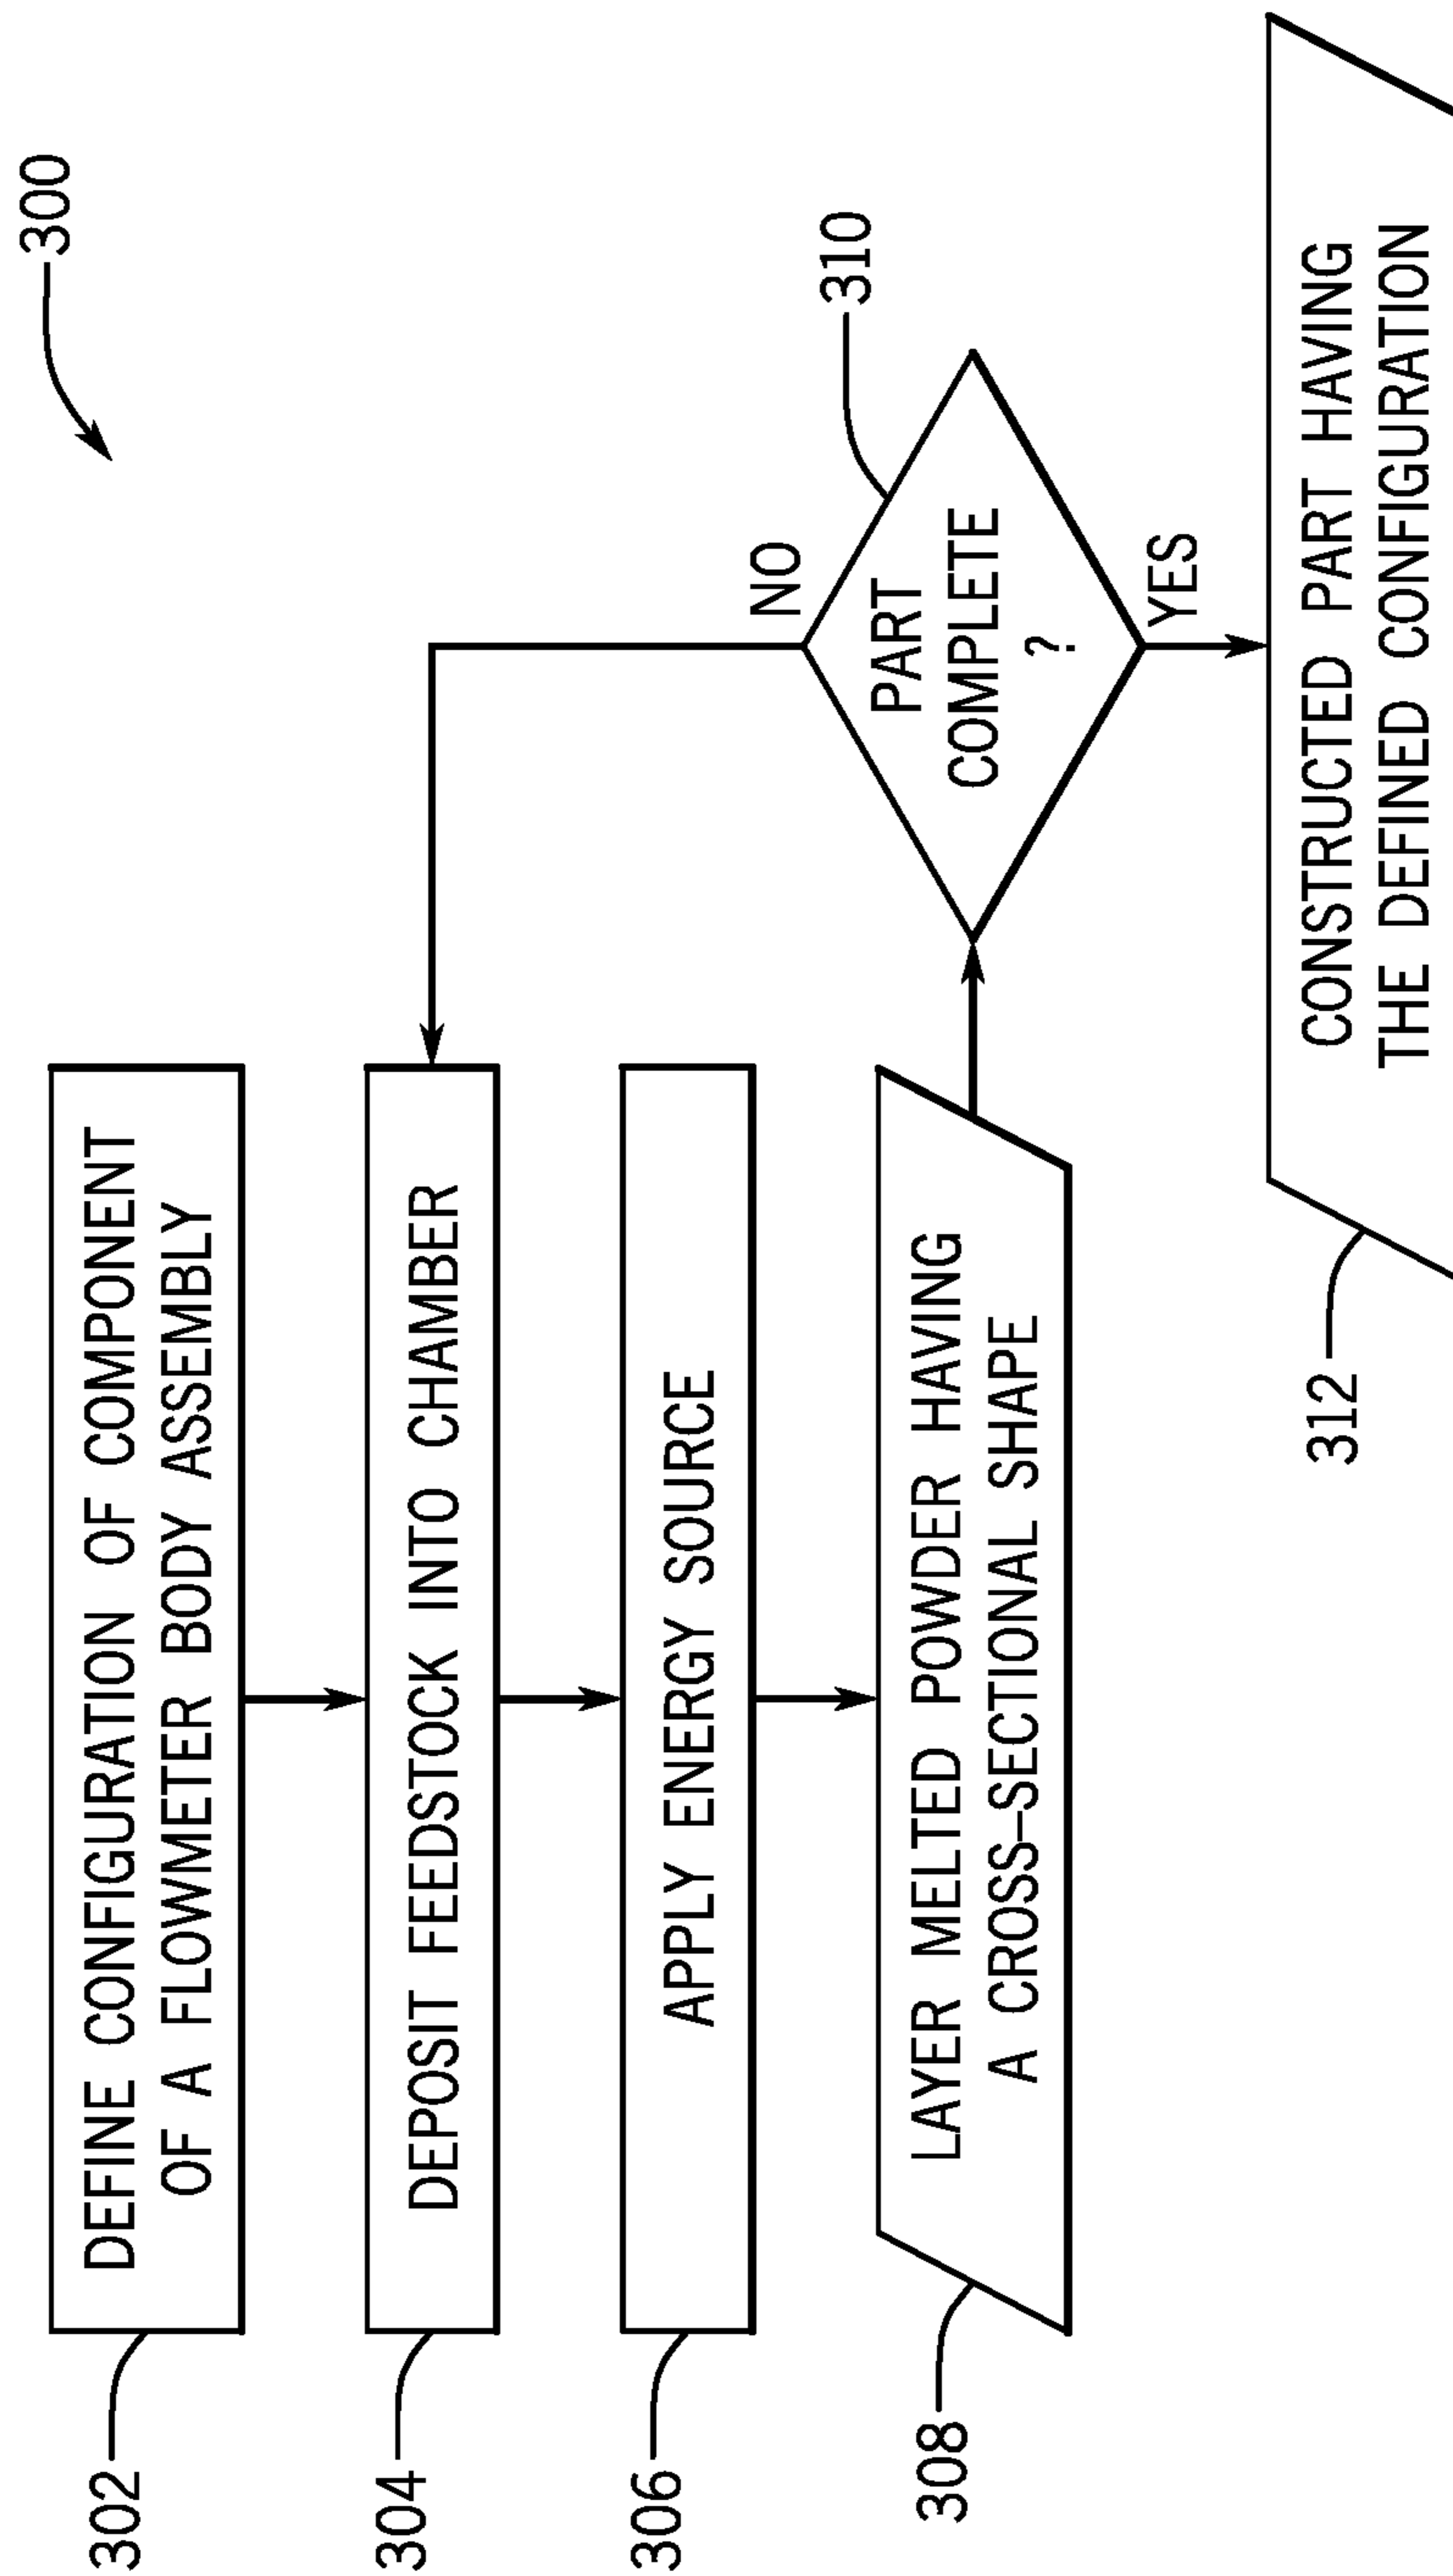 300
302
DEFINE CONFIGURATION OF COMPONENT
OF A FLOWMETER BODY ASSEMBLY
304
DEPOSIT FEEDSTOCK INTO CHAMBER
306
APPLY ENERGY SOURCE
308
LAYER MELTED POWDER HAVING
A CROSS-SECTIONAL SHAPE
310
NO
PART
COMPLETE
?
YES
312
CONSTRUCTED PART HAVING
THE DEFINED CONFIGURATION